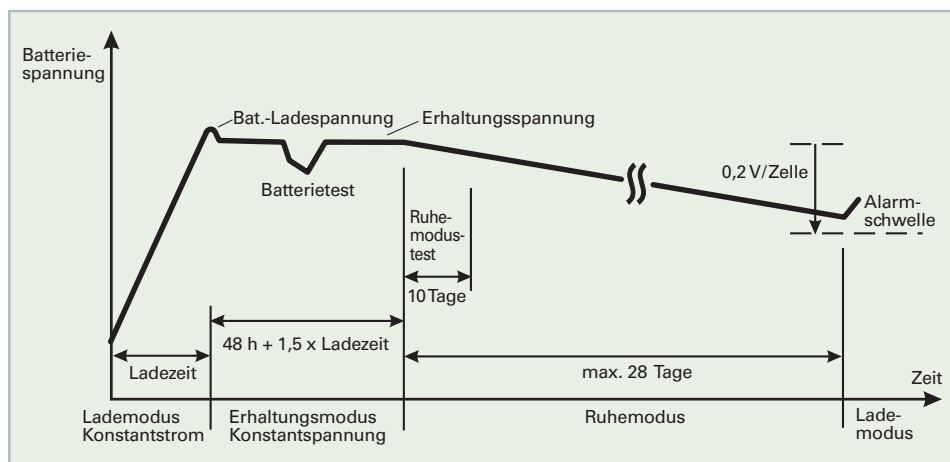 Batterie-
spannung
Bat.-Ladespannung
Erhaltungsspannung
Batterietest
0,2 V/Zelle
Alarm-
schwelle
Ruhe-
modus-
test
10 Tage
48 h + 1,5 x Ladezeit
Ladezeit
max. 28 Tage
Zeit
Lademodus
Konstantstrom
Erhaltungsmodus
Konstantspannung
Ruhemodus
Lade-
modus